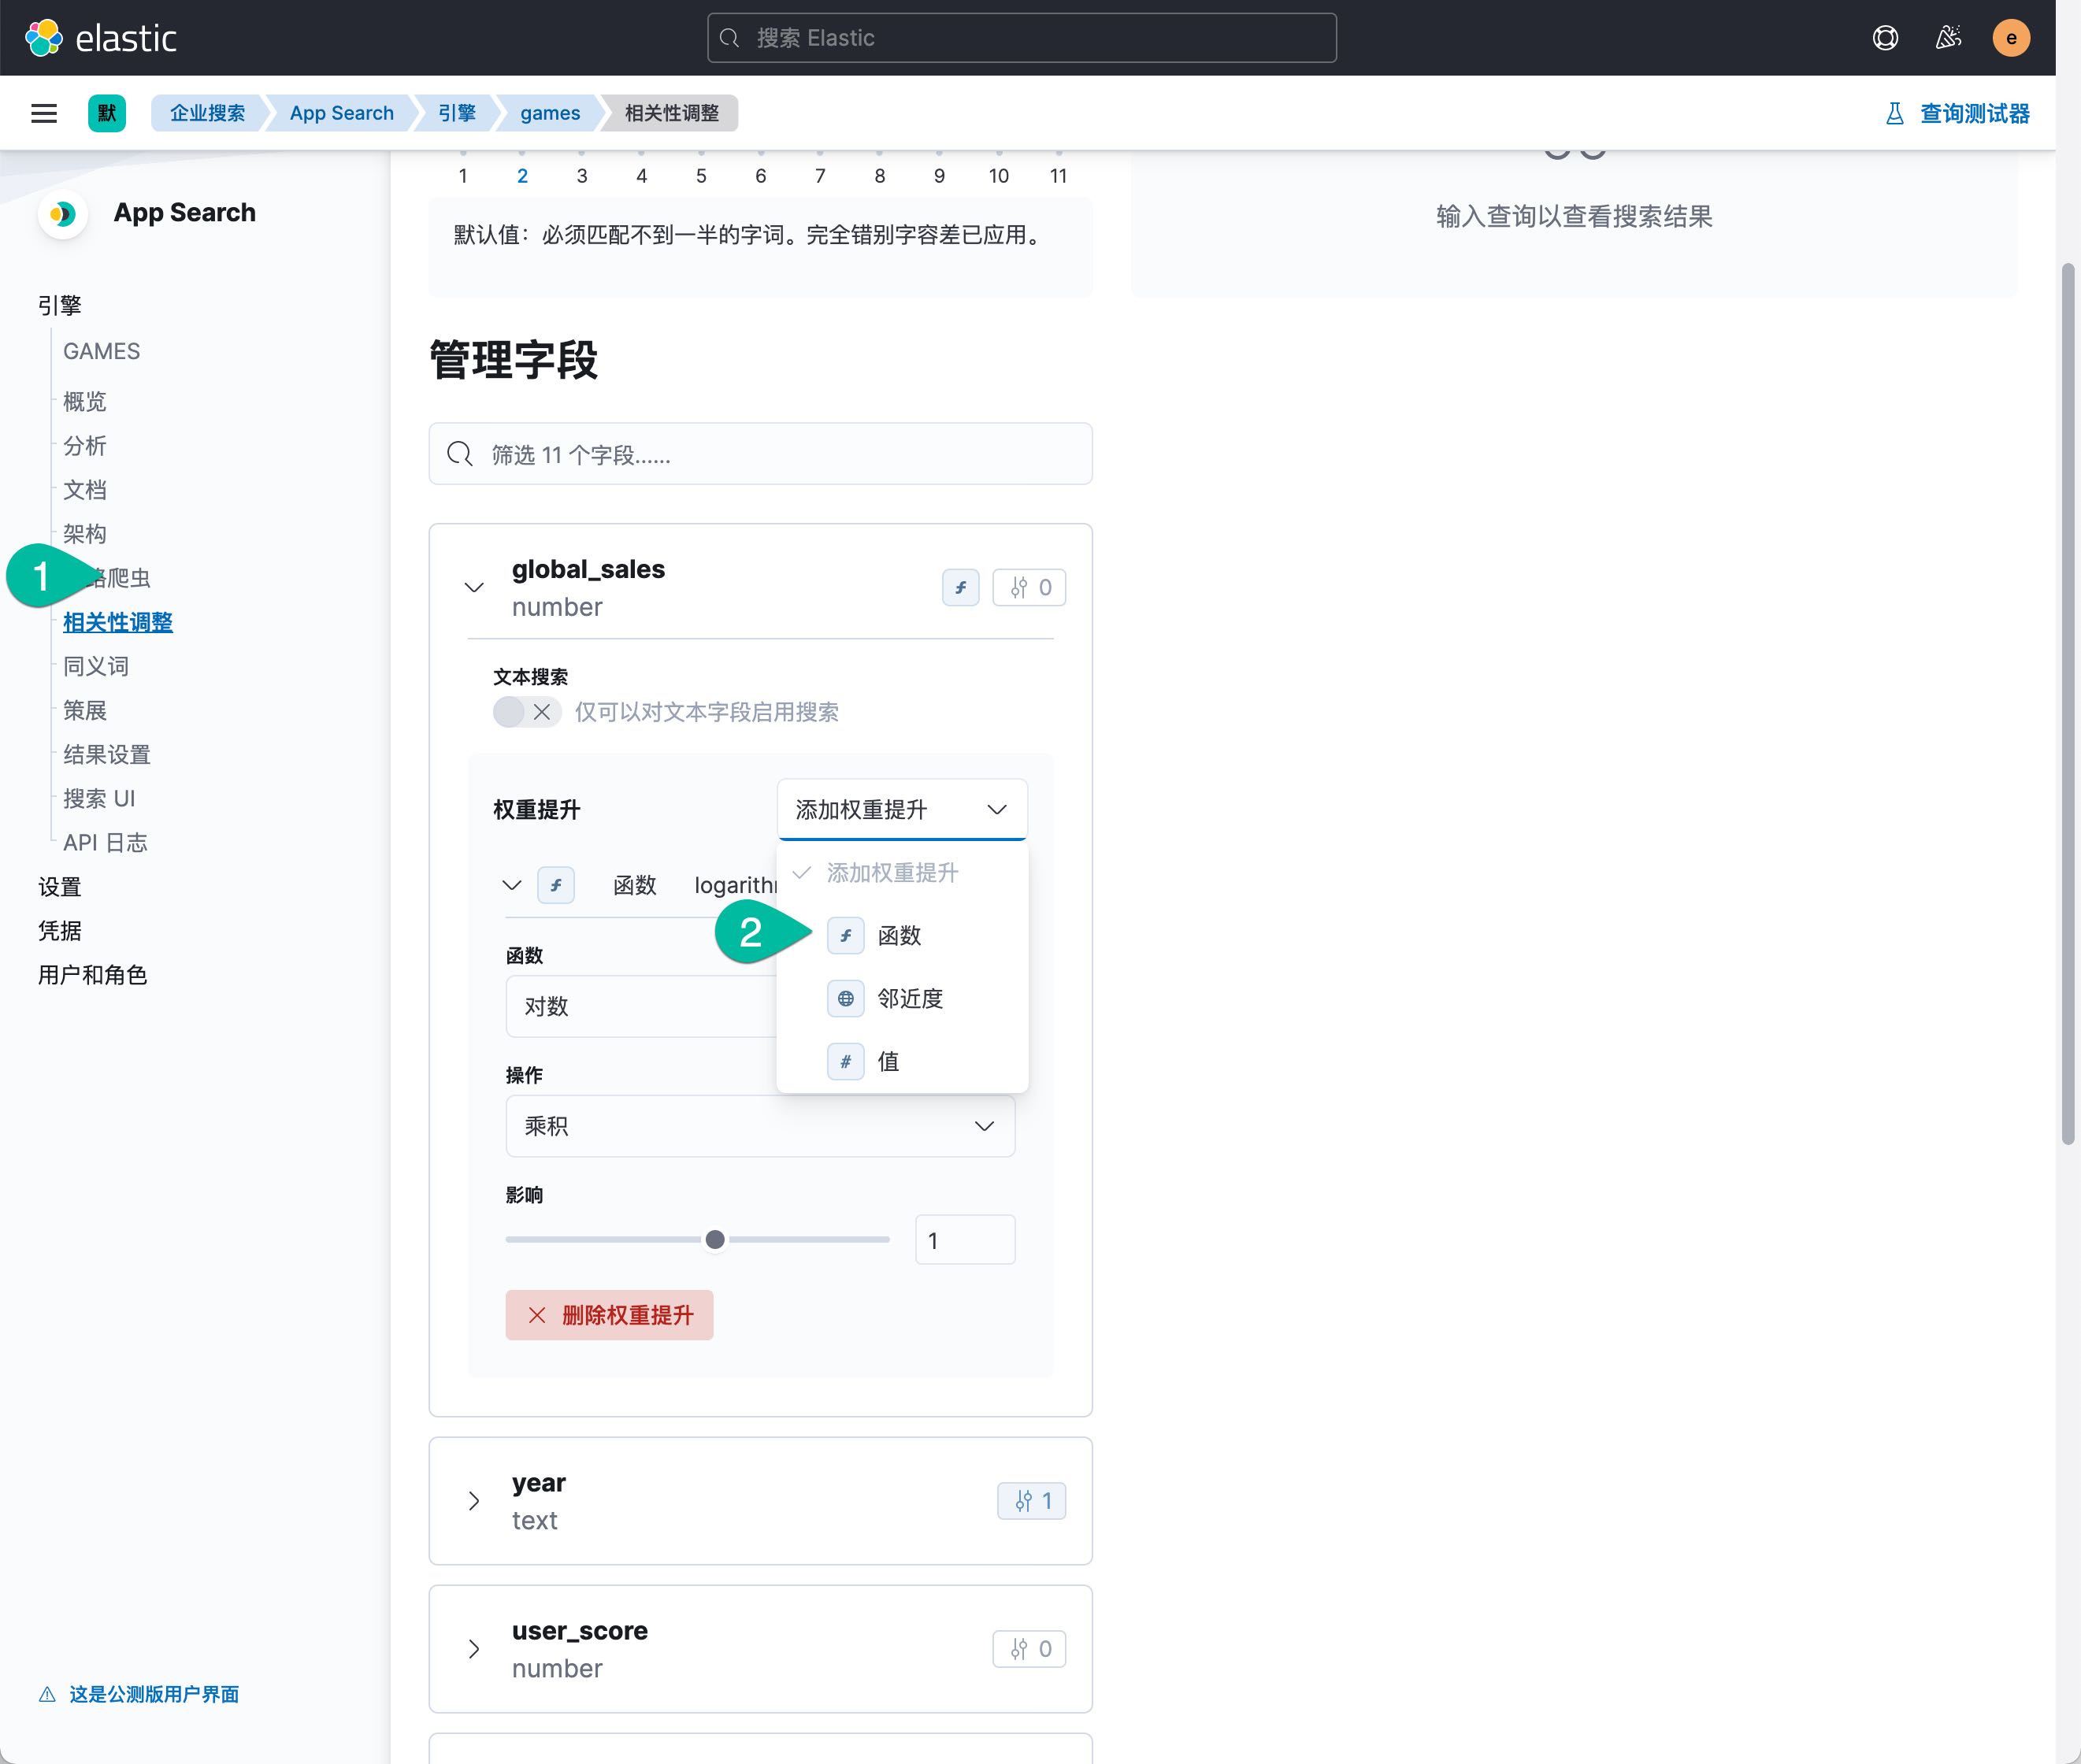 elastic
搜索 Elastic
e
默
企业搜索
App Search
引擎
games
相关性调整
查询测试器
App Search
引擎
GAMES
概览
分析
文档
架构
爬虫
相关性调整
同义词
策展
结果设置
搜索 UI
API 日志
设置
凭据
用户和角色
这是公测版用户界面
1
1 2 3 4 5 6 7 8 9 10 11
默认值：必须匹配不到一半的字词。完全错别字容差已应用。
输入查询以查看搜索结果
管理字段
筛选 11 个字段......
global_sales
number
0
文本搜索
仅可以对文本字段启用搜索
权重提升
添加权重提升
添加权重提升
函数
邻近度
# 值
2
函数 logarith
函数
对数
操作
乘积
影响
1
删除权重提升
year
text
1
user_score
number
0